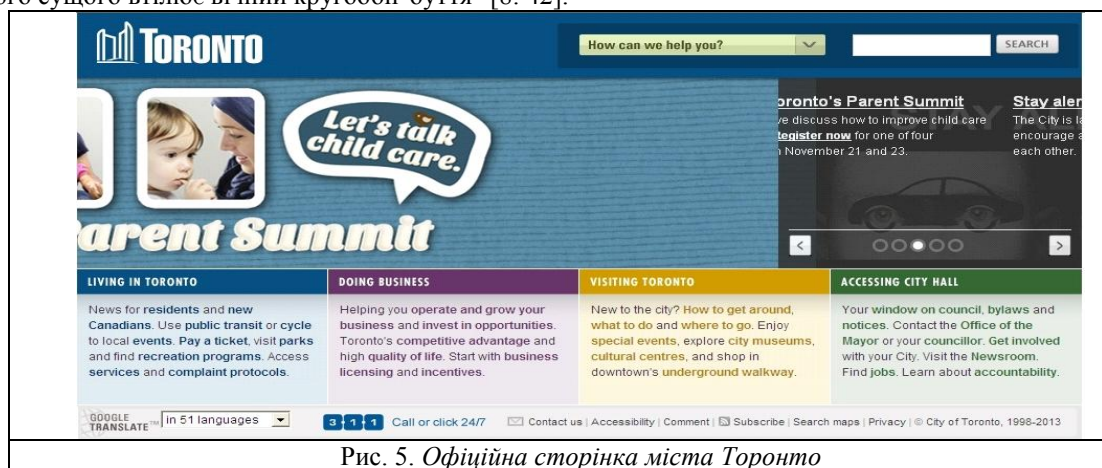 TORONTO
How can we help you?
SEARCH
Let's talk
child care.
arent Summit
oronto's Parent Summit
e discuss how to improve child care
egister now for one of four
November 21 and 23.
Stay aler
The City is la
encourage a
each other.
LIVING IN TORONTO
News for residents and new
Canadians. Use public transit or cycle
to local events. Pay a ticket, visit parks
and find recreation programs. Access
services and complaint protocols.
DOING BUSINESS
Helping you operate and grow your
business and invest in opportunities.
Toronto's competitive advantage and
high quality of life. Start with business
licensing and incentives.
VISITING TORONTO
New to the city? How to get around,
what to do and where to go. Enjoy
special events, explore city museums,
cultural centres, and shop in
downtown's underground walkway.
ACCESSING CITY HALL
Your window on council, bylaws and
notices. Contact the Office of the
Mayor or your councillor. Get involved
with your City. Visit the Newsroom.
Find jobs. Learn about accountability.
GOOGLE
TRANSLATE™ in 51 languages
3 1 1 Call or click 24/7
Contact us | Accessibility | Comment | Subscribe | Search maps | Privacy | © City of Toronto, 1998-2013
Рис. 5. Офіційна сторінка міста Торонто